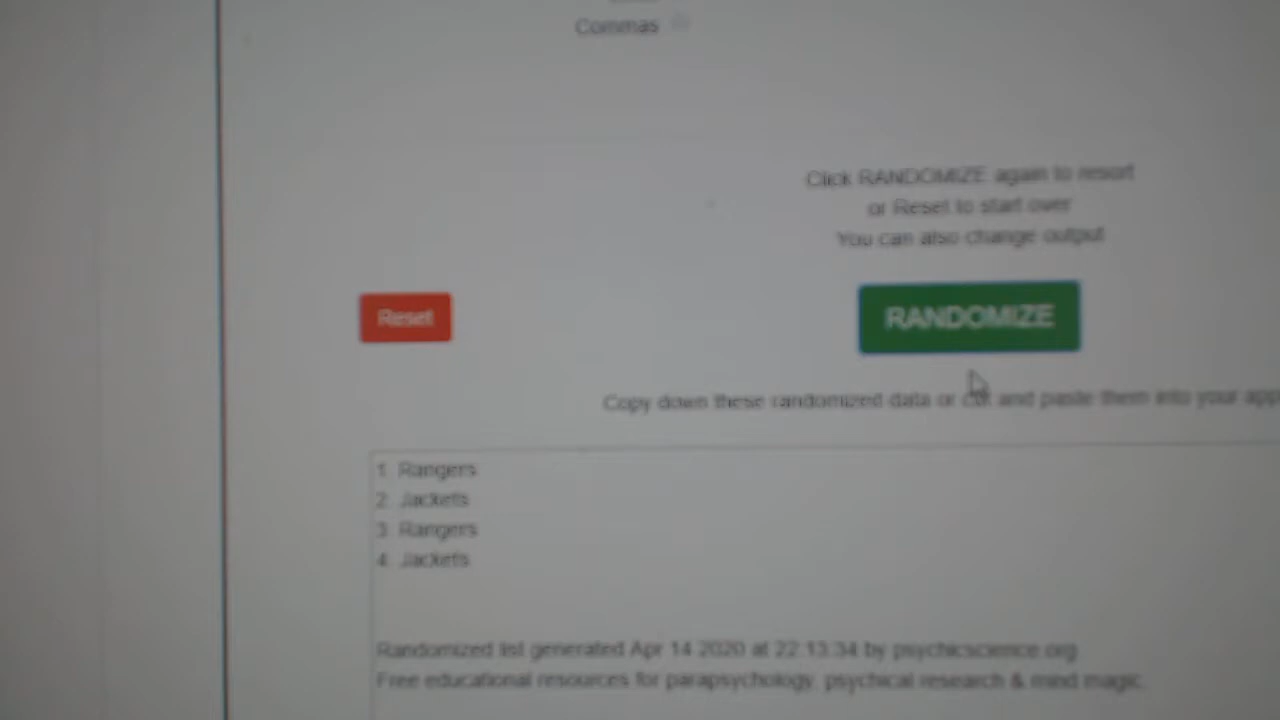 Commas
Click RANDOMIZE again to resort
or Reset to start over
You can also change output
Reset
RANDOMIZE
Copy down these randomized data or cut and paste them into your app
1. Rangers
2. Jackets
3. Rangers
4. Jackets
Randomized list generated Apr 14 2020 at 22:13:34 by psychicscience.org
Free educational resources for parapsychology, psychical research & mind magic.